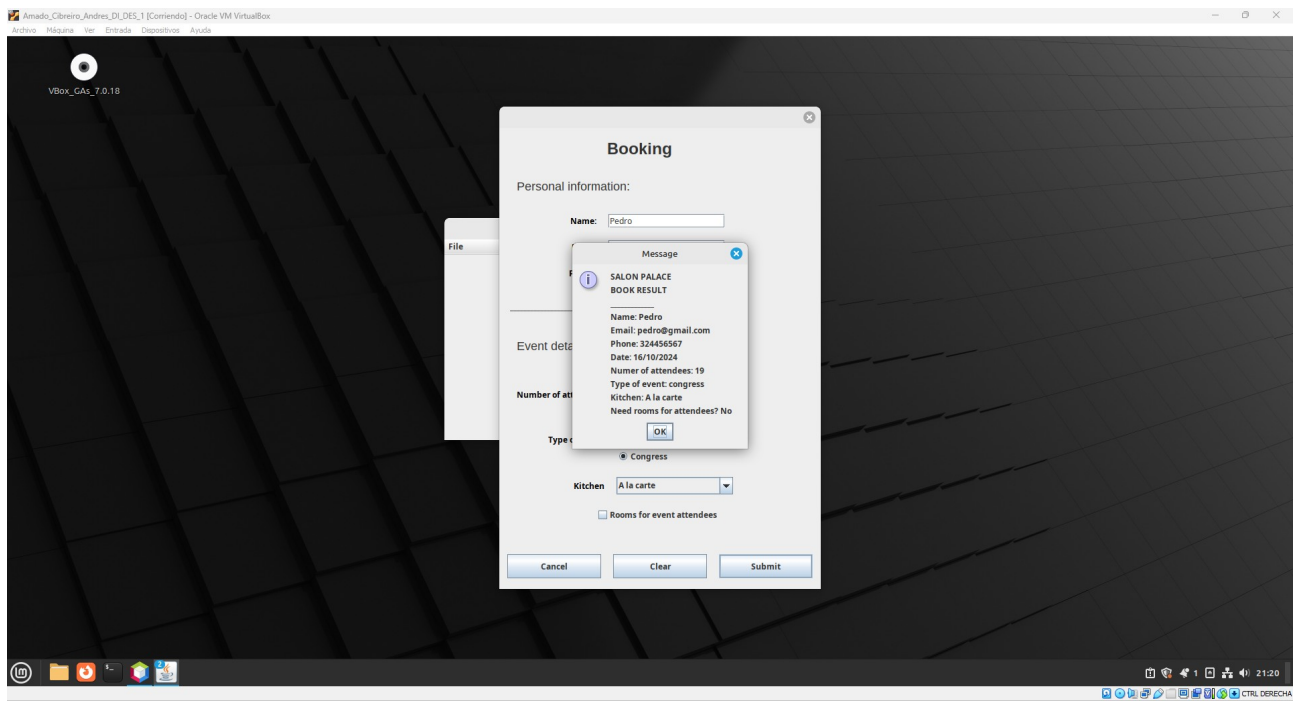 Amado_Cibreiro_Andres_DI_DES_1 [Corriendo] - Oracle VM VirtualBox
Archivo Máquina Ver Entrada Dispositivos Ayuda
VBox_GAs_7.0.18
Booking
Personal information:
Name: Pedro
File
Message
SALON PALACE
BOOK RESULT
Name: Pedro
Email: pedro@gmail.com
Phone: 324456567
Date: 16/10/2024
Numer of attendees: 19
Type of event: congress
Kitchen: A la carte
Need rooms for attendees? No
OK
Event deta
Number of att
Type o
Congress
Kitchen A la carte
Rooms for event attendees
Cancel Clear Submit
2
1 21:20
CTRL DERECHA